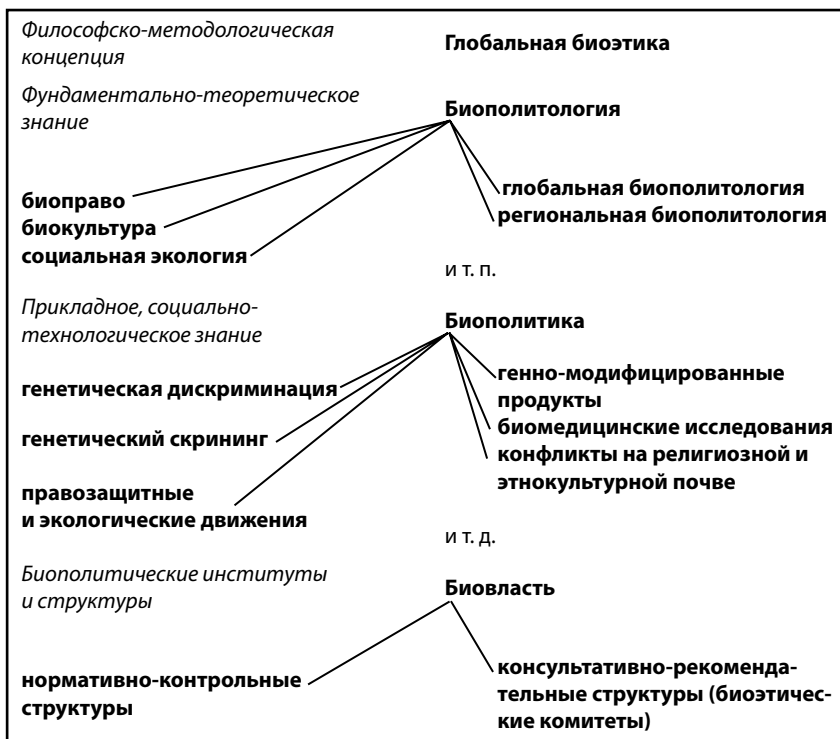 Философско-методологическая
концепция
Глобальная биоэтика
Фундаментально-теоретическое
знание
Биополитология
биоправо
биокультура
социальная экология
глобальная биополитология
региональная биополитология
и т. п.
Прикладное, социально-
технологическое знание
Биополитика
генетическая дискриминация
генетический скрининг
правозащитные
и экологические движения
генно-модифицированные
продукты
биомедицинские исследования
конфликты на религиозной и
этнокультурной почве
и т. д.
Биополитические институты
и структуры
Биовласть
нормативно-контрольные
структуры
консультативно-рекоменда-
тельные структуры (биоэтичес-
кие комитеты)